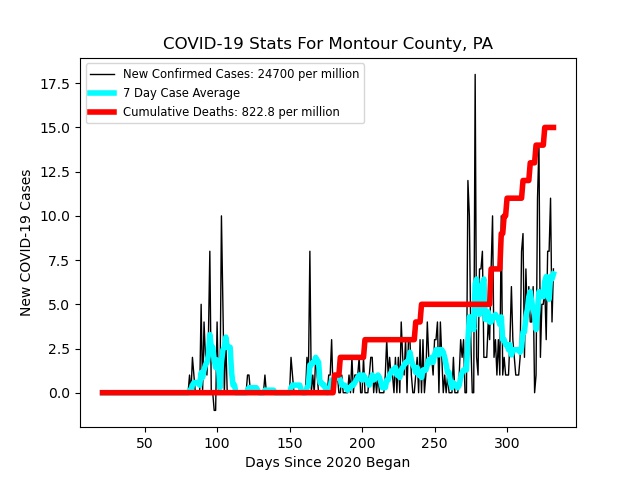 COVID-19 Stats For Montour County, PA
New Confirmed Cases: 24700 per million
7 Day Case Average
Cumulative Deaths: 822.8 per million
New COVID-19 Cases
17.5
15.0
12.5
10.0
7.5
5.0
2.5
0.0
50
100
150
200
250
300
Days Since 2020 Began